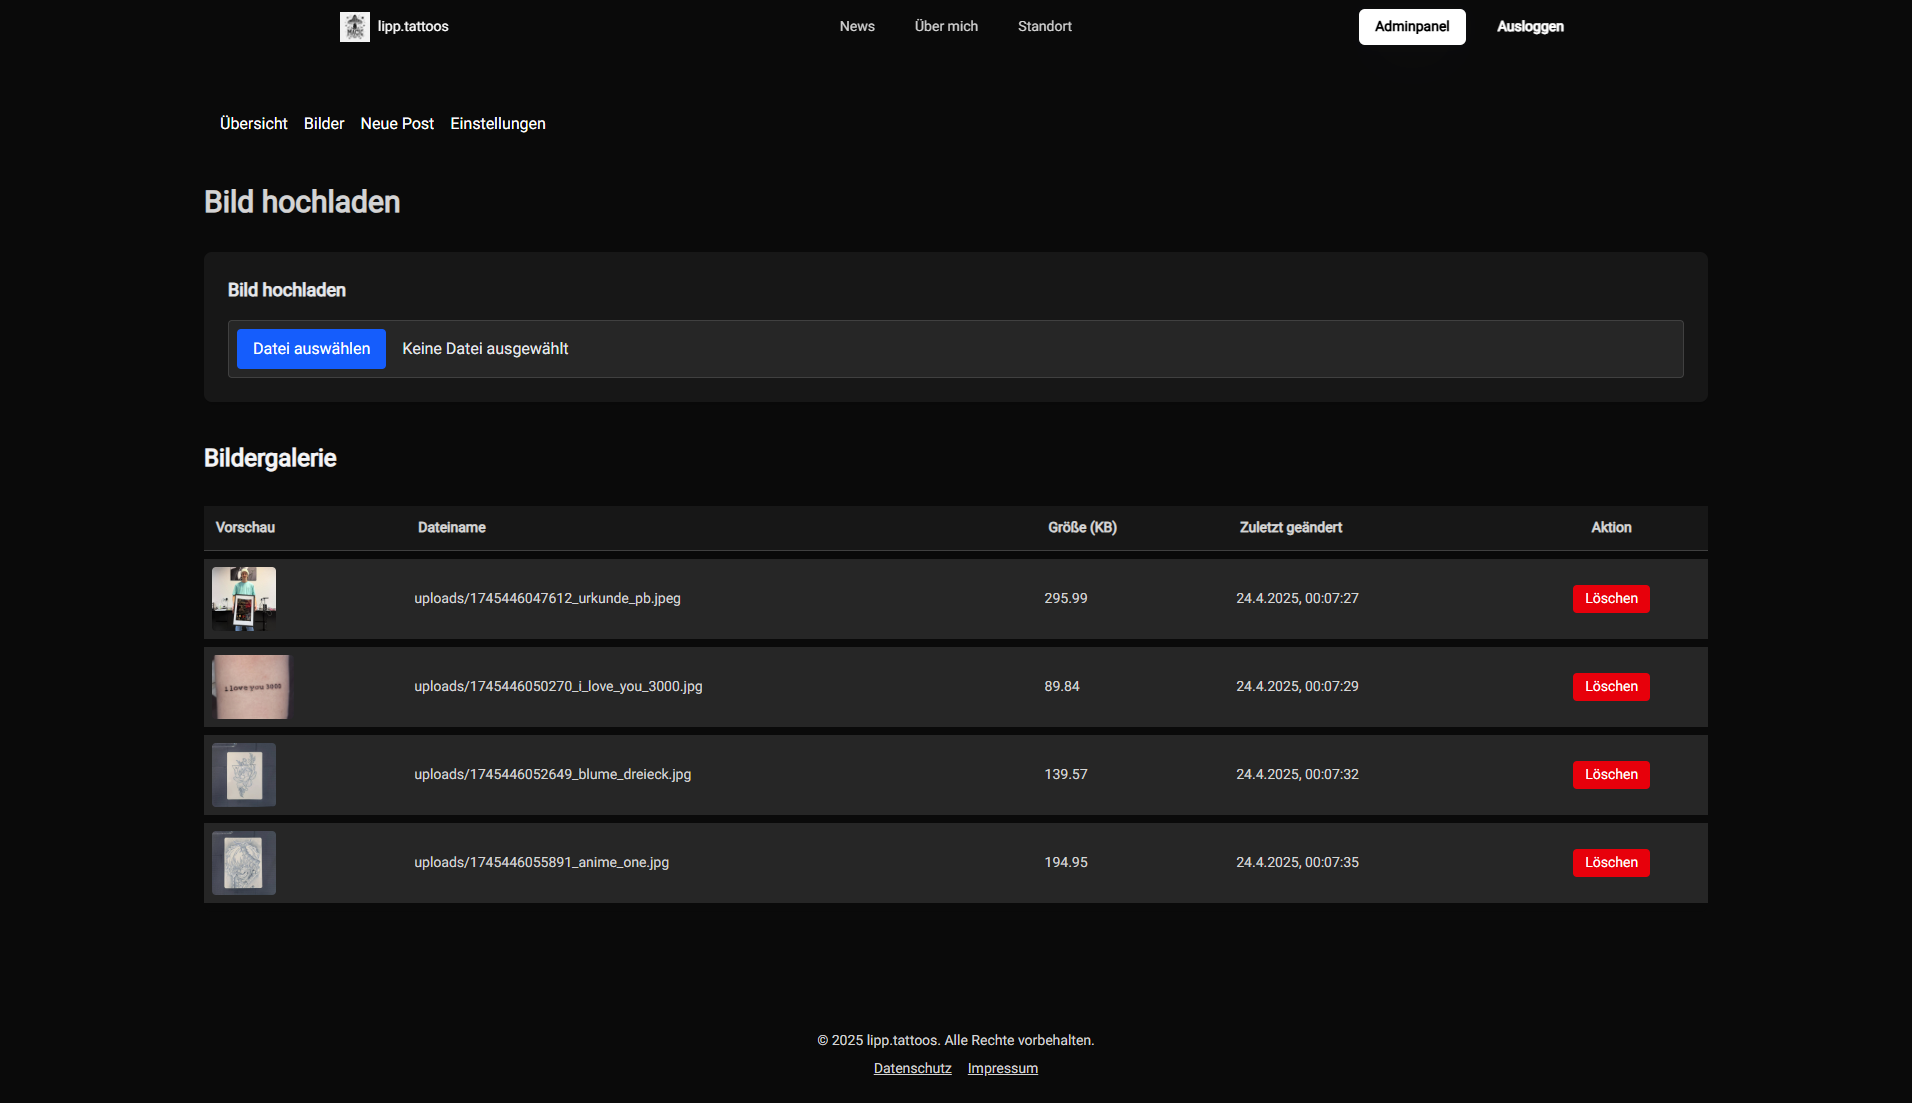 lipp.tattoos News Über mich Standort Adminpanel Ausloggen
Übersicht Bilder Neue Post Einstellungen
Bild hochladen
Bild hochladen
Datei auswählen Keine Datei ausgewählt
Bildergalerie
Vorschau Dateiname Größe (KB) Zuletzt geändert Aktion
uploads/1745446047612_urkunde_pb.jpeg 295.99 24.4.2025, 00:07:27 Löschen
i love you 3000 uploads/1745446050270_i_love_you_3000.jpg 89.84 24.4.2025, 00:07:29 Löschen
uploads/1745446052649_blume_dreieck.jpg 139.57 24.4.2025, 00:07:32 Löschen
uploads/1745446055891_anime_one.jpg 194.95 24.4.2025, 00:07:35 Löschen
© 2025 lipp.tattoos. Alle Rechte vorbehalten.
Datenschutz Impressum